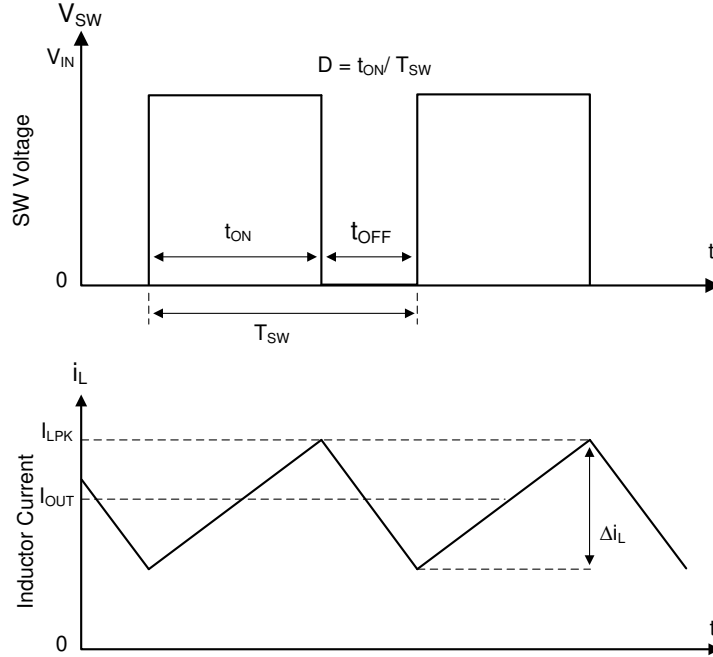 V_SW
V_IN
D = t_ON/ T_SW
SW Voltage
t_ON
t_OFF
t
0
T_SW
i_L
I_LPK
I_OUT
Inductor Current
Δi_L
0
t